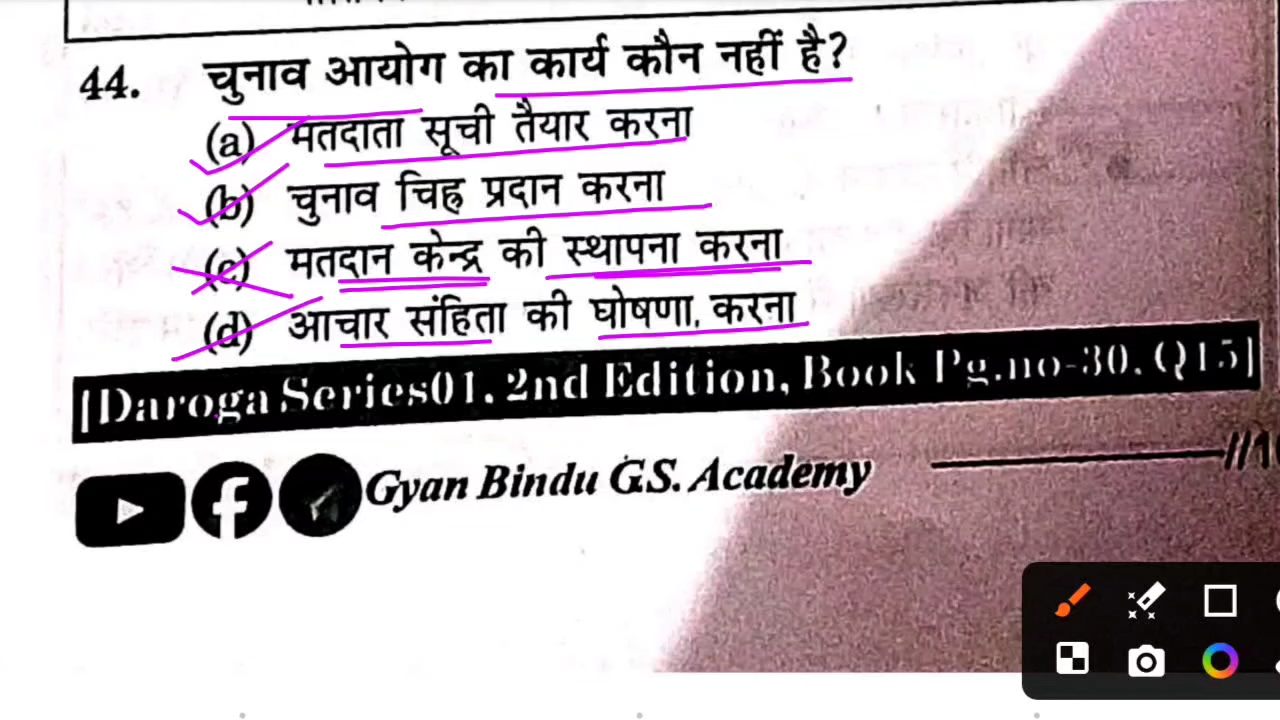 44. चुनाव आयोग का कार्य कौन नहीं है?
(a) मतदाता सूची तैयार करना
(b) चुनाव चिह्न प्रदान करना
(c) मतदान केन्द्र की स्थापना करना
(d) आचार संहिता की घोषणा करना
[Daroga Series01, 2nd Edition, Book Pg.no-30, Q15]
Gyan Bindu G.S. Academy